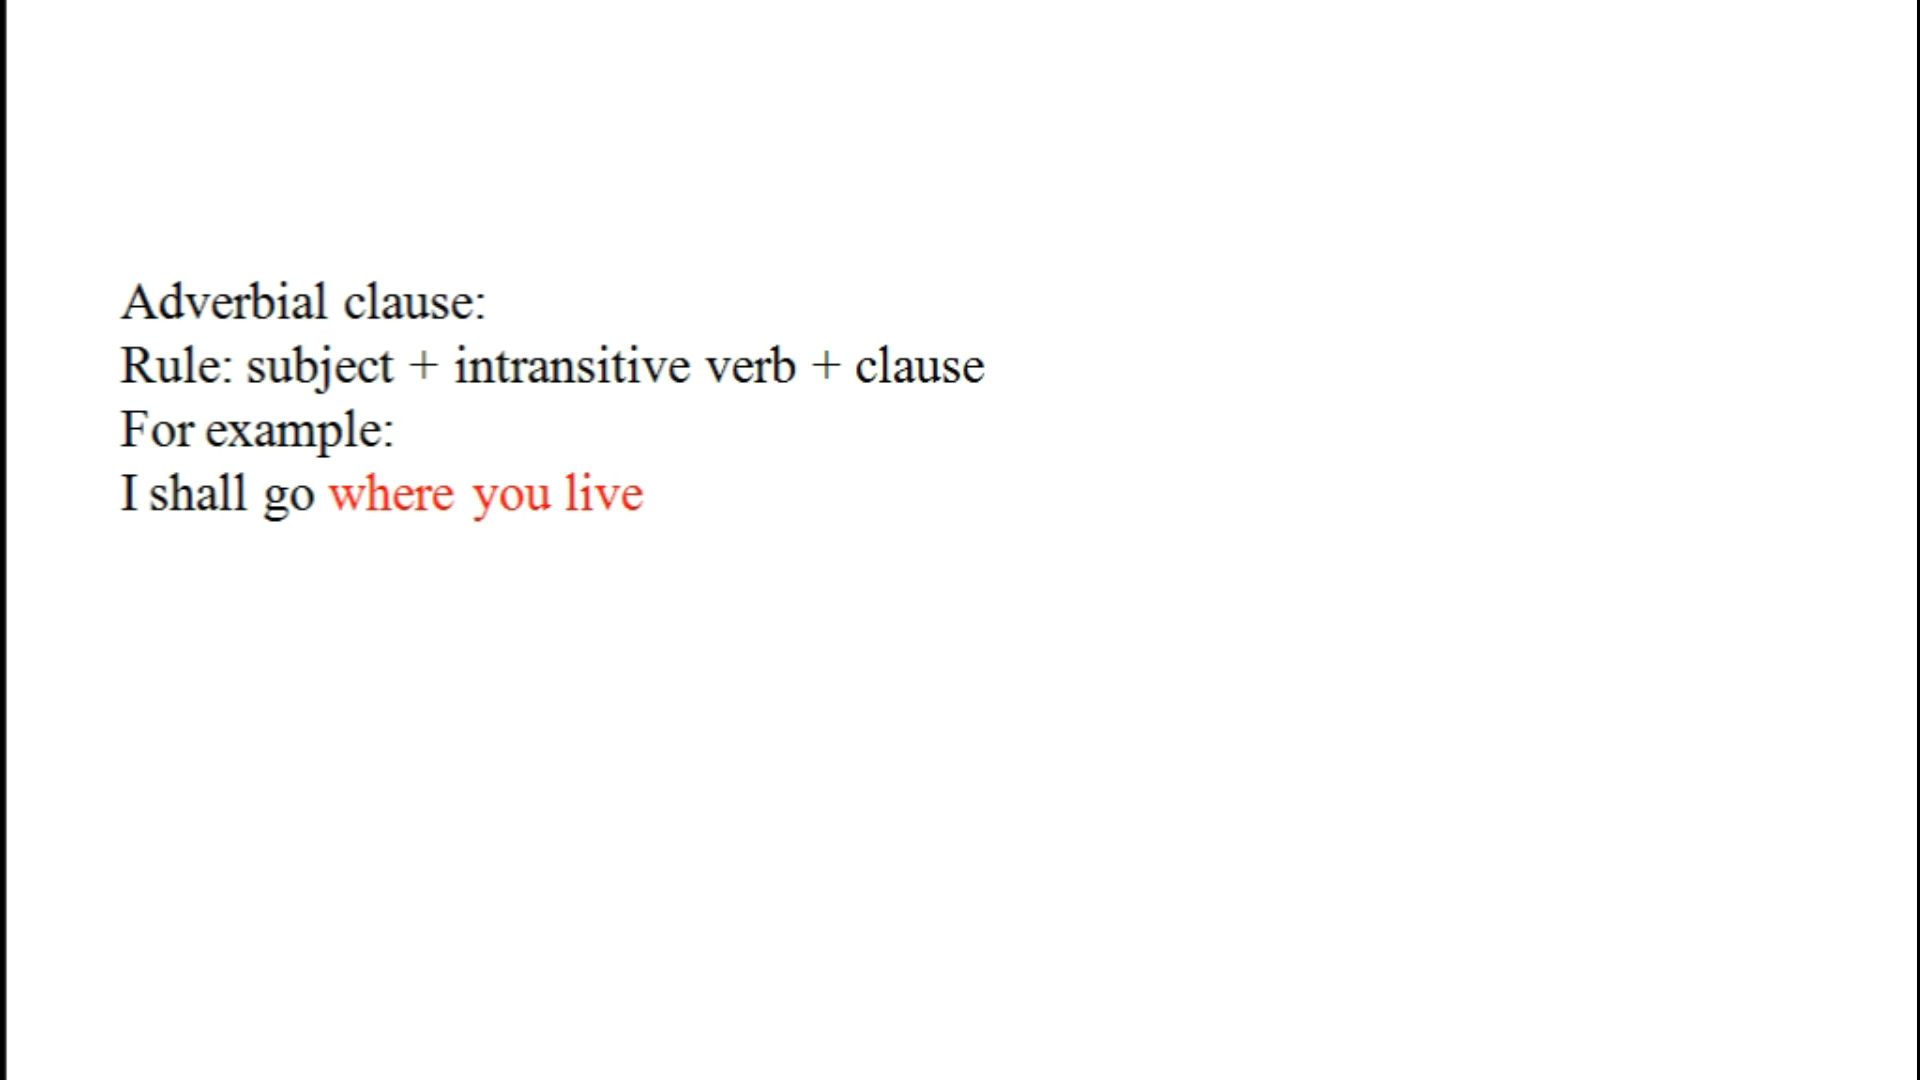 Adverbial clause:
Rule: subject + intransitive verb + clause
For example:
I shall go where you live